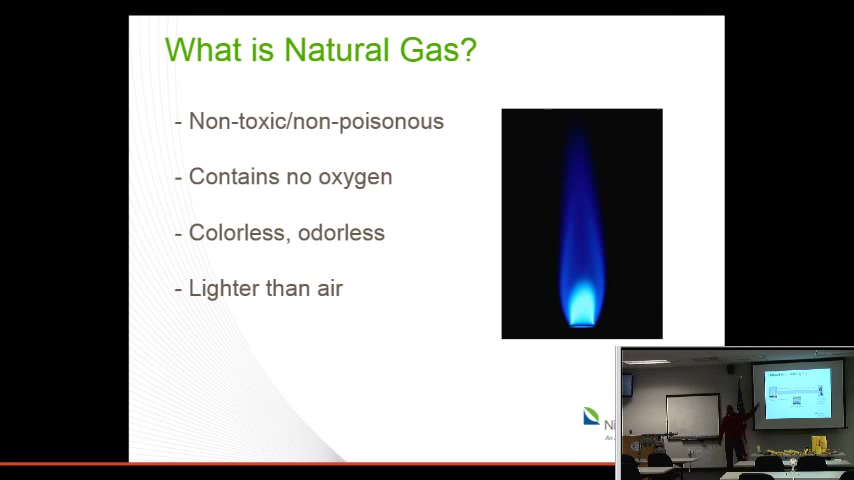 What is Natural Gas?
- Non-toxic/non-poisonous
- Contains no oxygen
- Colorless, odorless
- Lighter than air